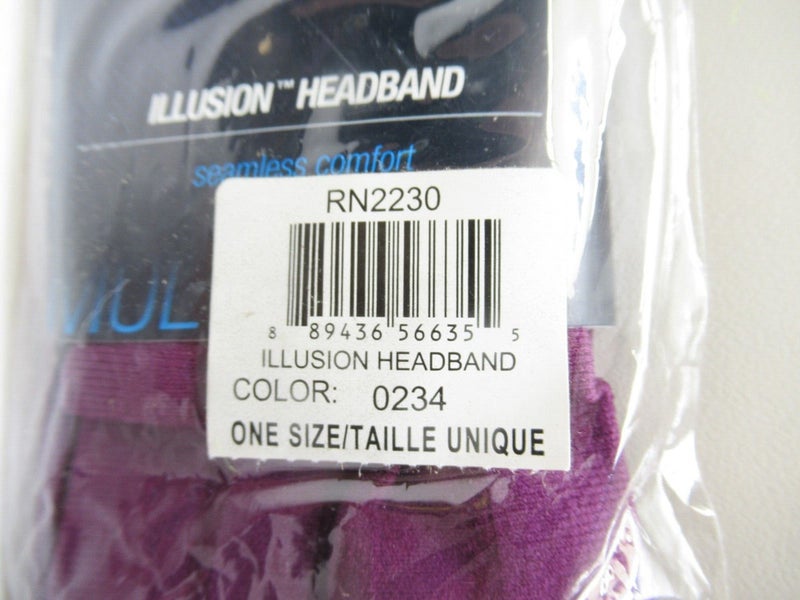 ILLUSION™ HEADBAND
seamless comfort
RN2230
8 89436 56635 5
ILLUSION HEADBAND
COLOR: 0234
ONE SIZE/TAILLE UNIQUE